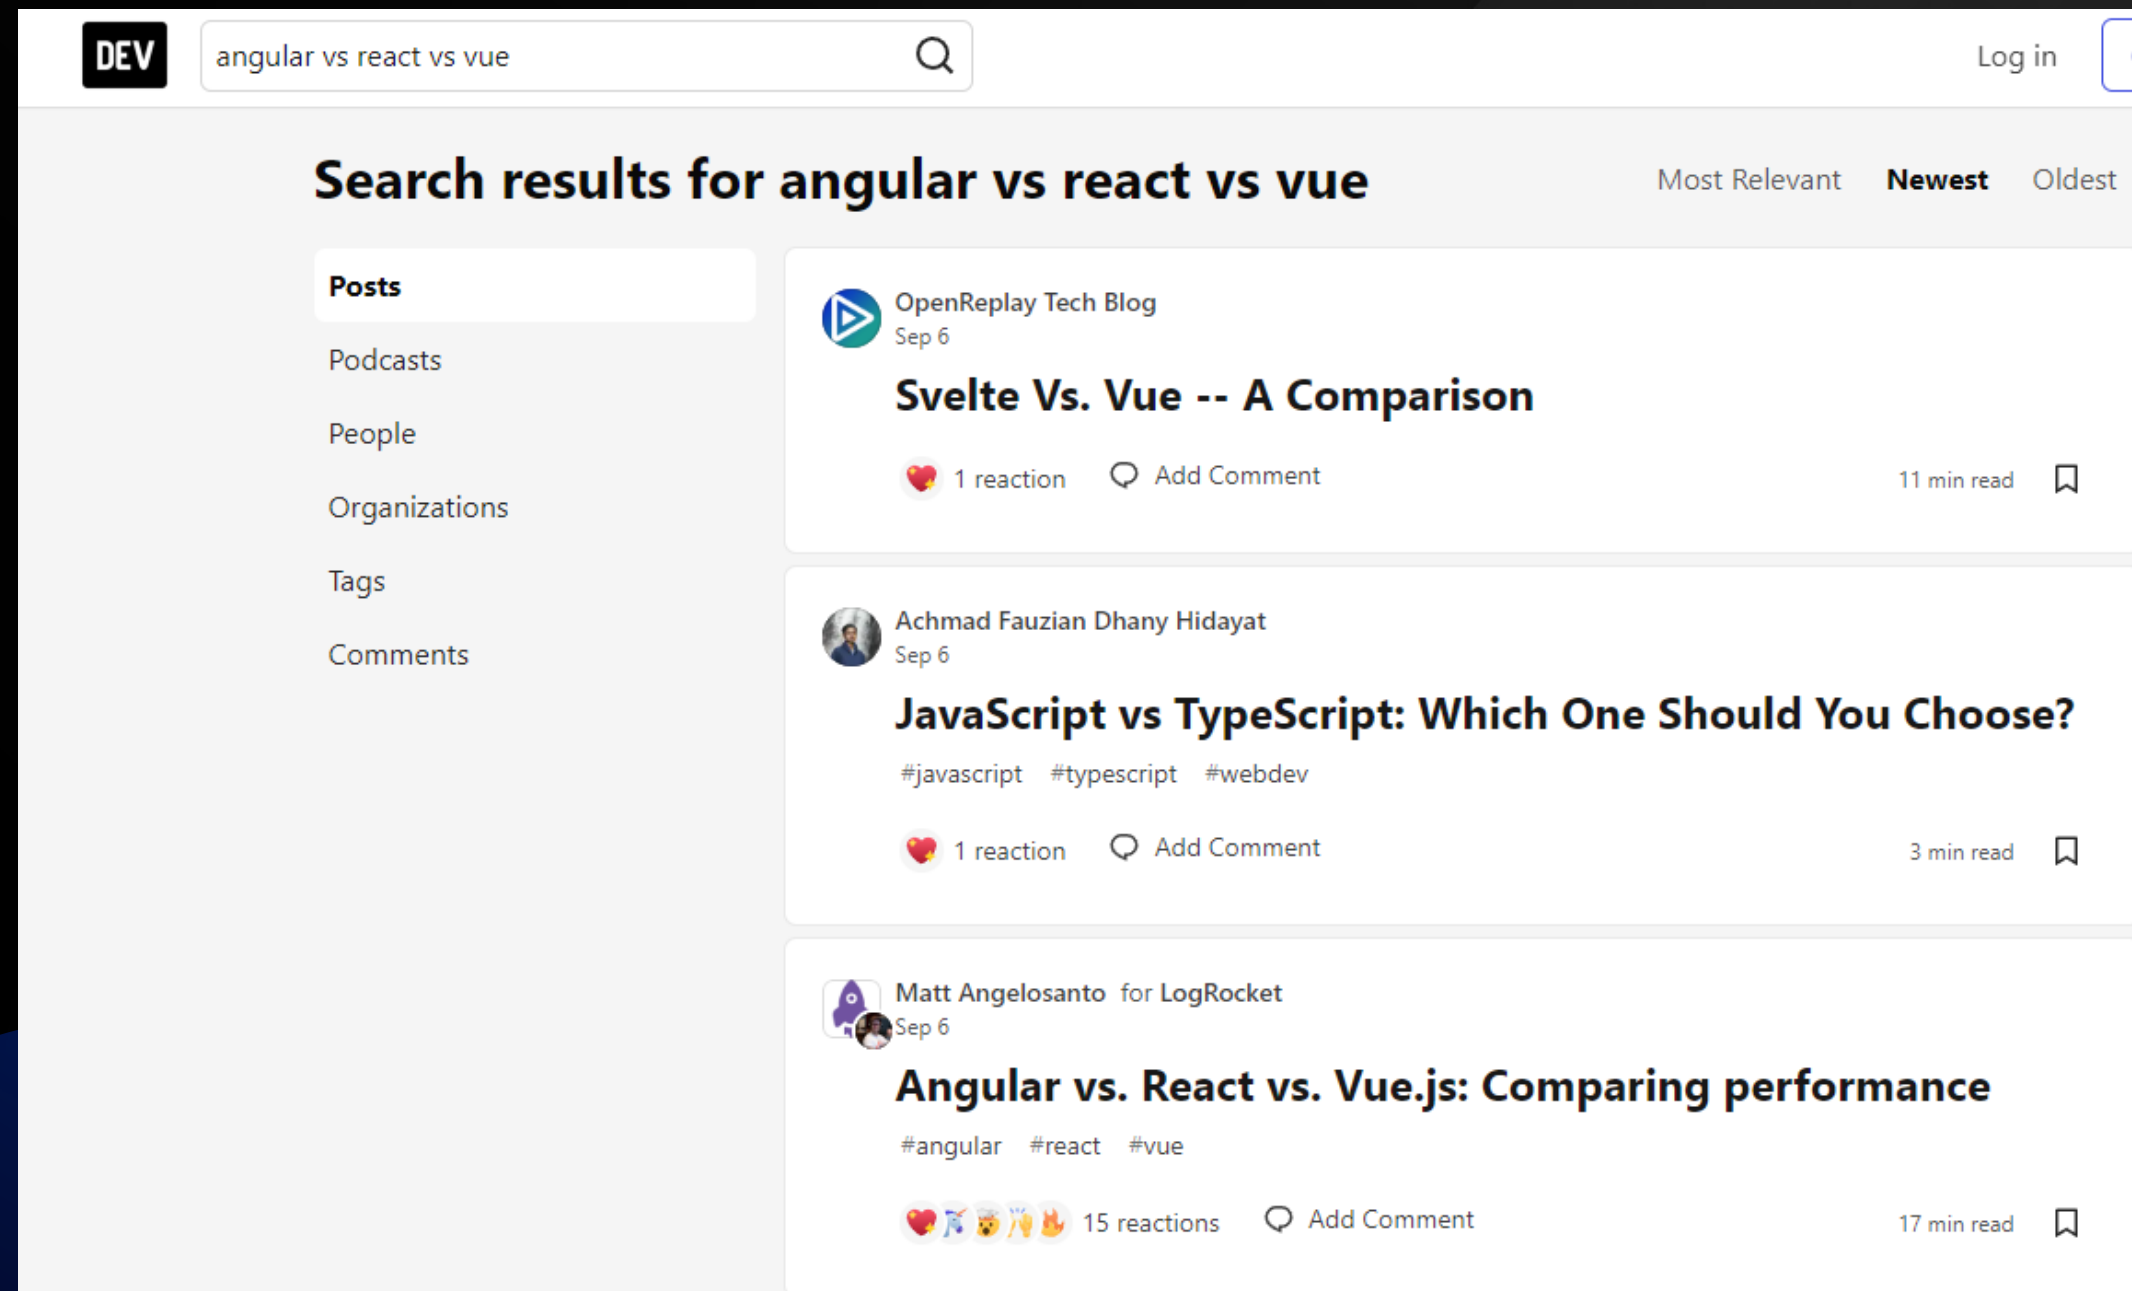 DEV
angular vs react vs vue
Log in
Search results for angular vs react vs vue
Most Relevant Newest Oldest
Posts
Podcasts
People
Organizations
Tags
Comments
OpenReplay Tech Blog
Sep 6
Svelte Vs. Vue -- A Comparison
1 reaction Add Comment 11 min read
Achmad Fauzian Dhany Hidayat
Sep 6
JavaScript vs TypeScript: Which One Should You Choose?
#javascript #typescript #webdev
1 reaction Add Comment 3 min read
Matt Angelosanto for LogRocket
Sep 6
Angular vs. React vs. Vue.js: Comparing performance
#angular #react #vue
15 reactions Add Comment 17 min read